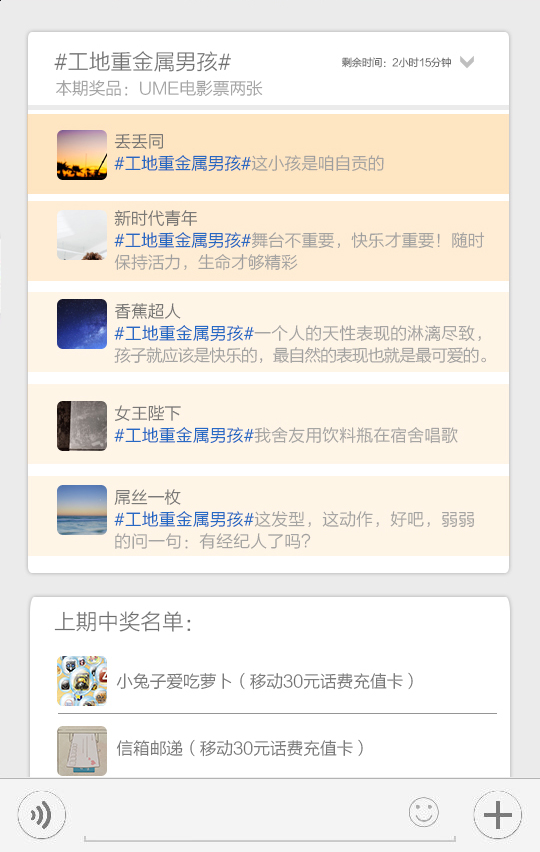 #工地重金属男孩#
剩余时间：2小时15分钟
本期奖品：UME电影票两张
丢丢同
#工地重金属男孩#这小孩是咱自贡的
新时代青年
#工地重金属男孩#舞台不重要，快乐才重要！随时
保持活力，生命才够精彩
香蕉超人
#工地重金属男孩#一个人的天性表现的淋漓尽致，
孩子就应该是快乐的，最自然的表现也就是最可爱的。
女王陛下
#工地重金属男孩#我舍友用饮料瓶在宿舍唱歌
屌丝一枚
#工地重金属男孩#这发型，这动作，好吧，弱弱
的问一句：有经纪人了吗？
上期中奖名单：
小兔子爱吃萝卜（移动30元话费充值卡）
信箱邮递（移动30元话费充值卡）